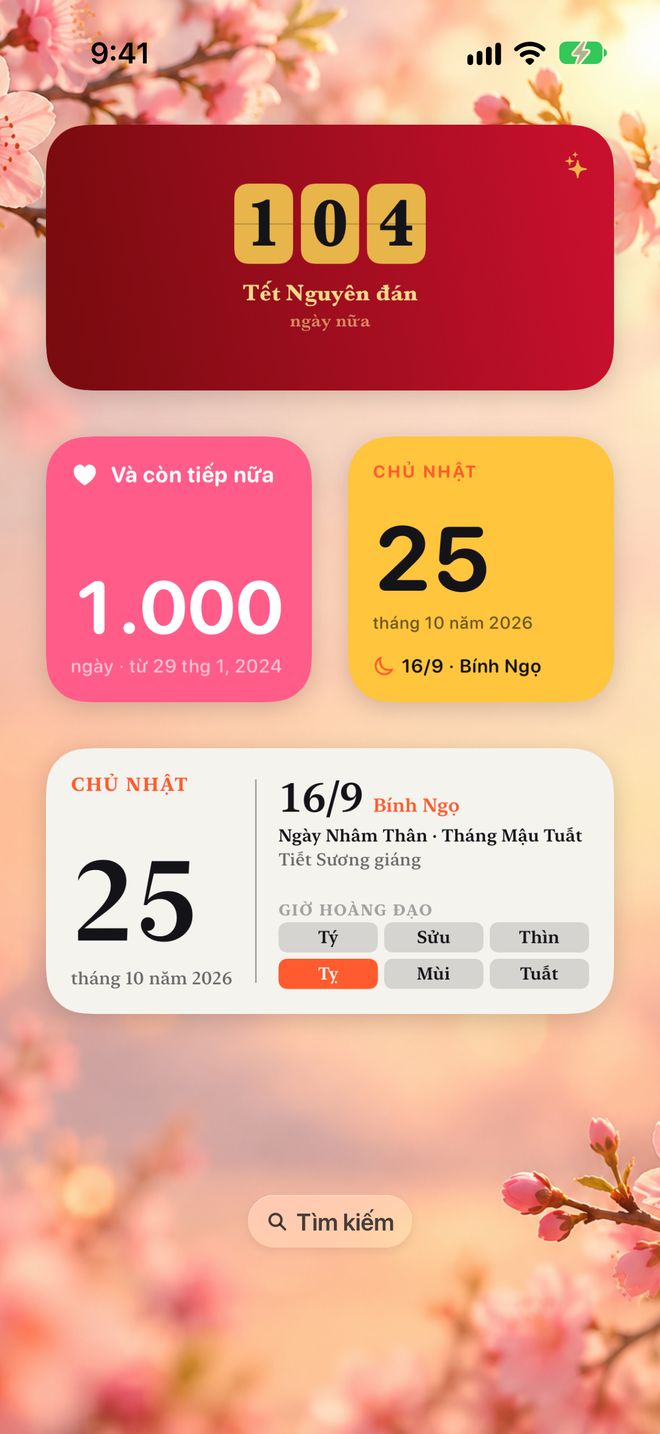 9:41
104
Tết Nguyên đán
ngày nữa
Và còn tiếp nữa
1.000
ngày · từ 29 thg 1, 2024
CHỦ NHẬT
25
tháng 10 năm 2026
16/9 · Bính Ngọ
CHỦ NHẬT
25
tháng 10 năm 2026
16/9 Bính Ngọ
Ngày Nhâm Thân · Tháng Mậu Tuất
Tiết Sương giáng
GIỜ HOÀNG ĐẠO
Tý Sửu Thìn
Tỵ Mùi Tuất
Tìm kiếm